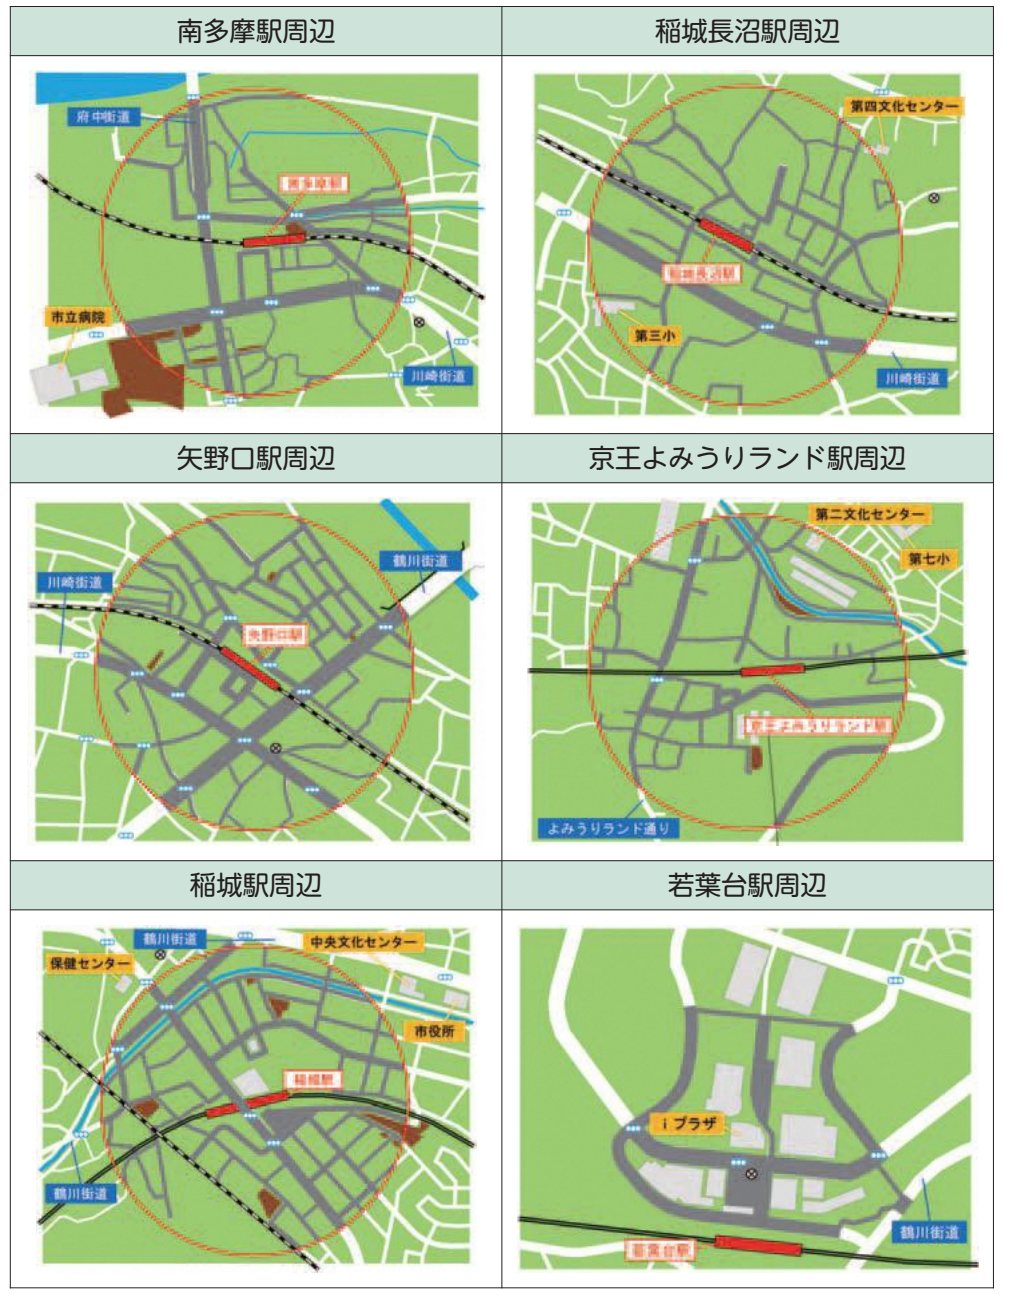 南多摩駅周辺
稲城長沼駅周辺
府中街道
南多摩駅
市立病院
川崎街道
第四文化センター
稲城長沼駅
第三小
川崎街道
矢野口駅周辺
京王よみうりランド駅周辺
鶴川街道
川崎街道
矢野口駅
第二文化センター
第七小
京王よみうりランド駅
よみうりランド通り
稲城駅周辺
若葉台駅周辺
鶴川街道
中央文化センター
保健センター
市役所
稲城駅
鶴川街道
iプラザ
鶴川街道
若葉台駅